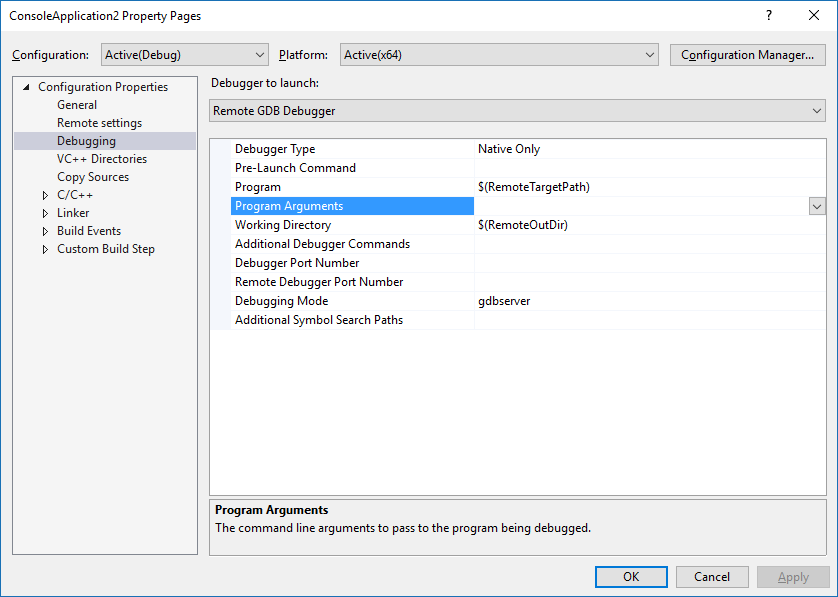 ConsoleApplication2 Property Pages
?
Configuration: Active(Debug) Platform: Active(x64) Configuration Manager...
Configuration Properties
General
Remote settings
Debugging
VC++ Directories
Copy Sources
C/C++
Linker
Build Events
Custom Build Step
Debugger to launch:
Remote GDB Debugger
Debugger Type Native Only
Pre-Launch Command
Program $(RemoteTargetPath)
Program Arguments
Working Directory $(RemoteOutDir)
Additional Debugger Commands
Debugger Port Number
Remote Debugger Port Number
Debugging Mode gdbserver
Additional Symbol Search Paths
Program Arguments
The command line arguments to pass to the program being debugged.
OK Cancel Apply